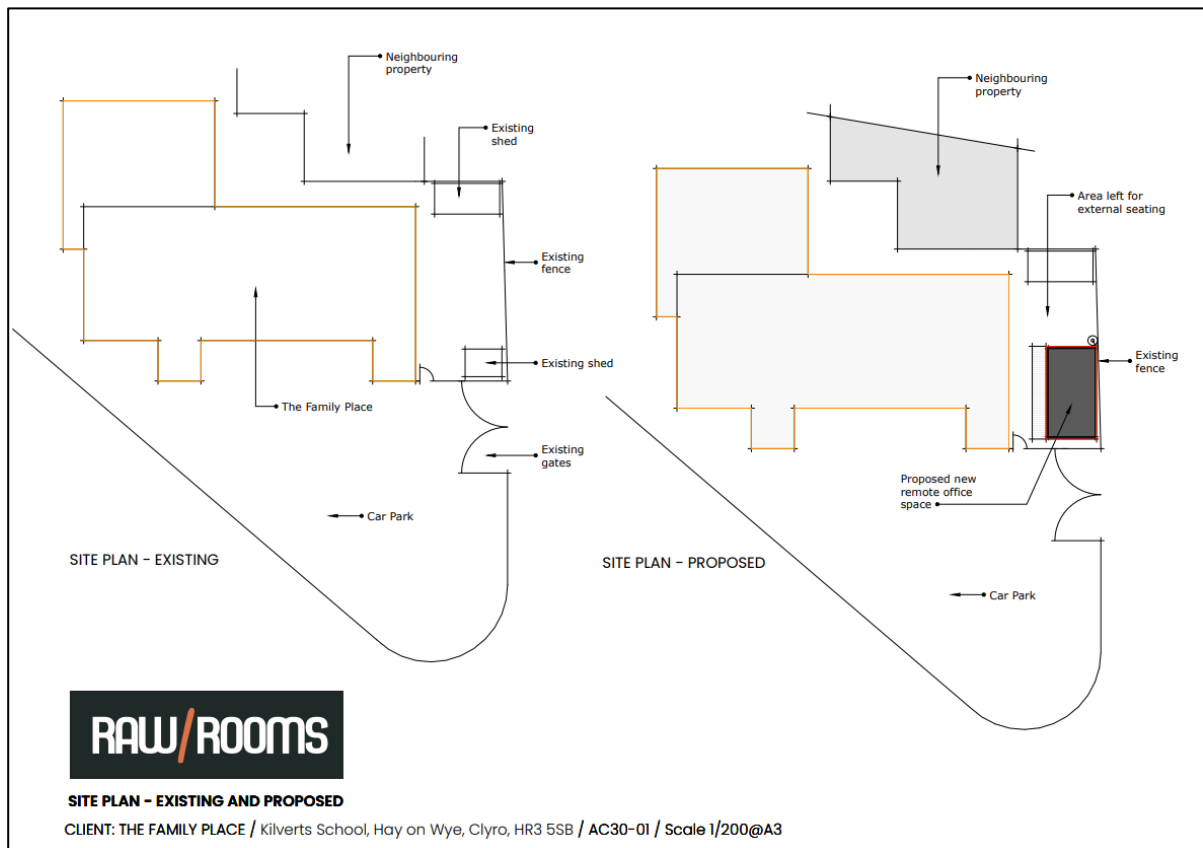 Neighbouring
property
Existing
shed
Existing
fence
Existing shed
The Family Place
Existing
gates
Car Park
SITE PLAN - EXISTING
Neighbouring
property
Area left for
external seating
Existing
fence
Proposed new
remote office
space
Car Park
SITE PLAN - PROPOSED
RAW/ROOMS
SITE PLAN - EXISTING AND PROPOSED
CLIENT: THE FAMILY PLACE / Kilverts School, Hay on Wye, Clyro, HR3 5SB / AC30-01 / Scale 1/200@A3